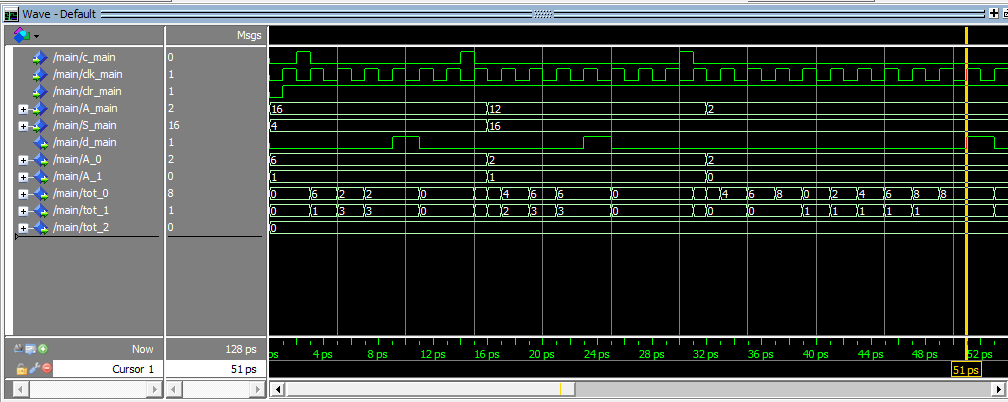 Wave - Default
Msgs
/main/c_main 0
/main/clk_main 1
/main/clr_main 1
/main/A_main 2 16 12 2
/main/S_main 16 4 16
/main/d_main 1
/main/A_0 2 6 2 2
/main/A_1 0 1 1 0
/main/tot_0 8 0 6 2 2 0 4 6 6 0 4 6 8 0 2 4 6 8 8
/main/tot_1 1 0 1 3 3 0 2 3 3 0 0 0 1 1 1 1 1
/main/tot_2 0 0
Now 128 ps ps 4 ps 8 ps 12 ps 16 ps 20 ps 24 ps 28 ps 32 ps 36 ps 40 ps 44 ps 48 ps 52 ps
Cursor 1 51 ps 51 ps